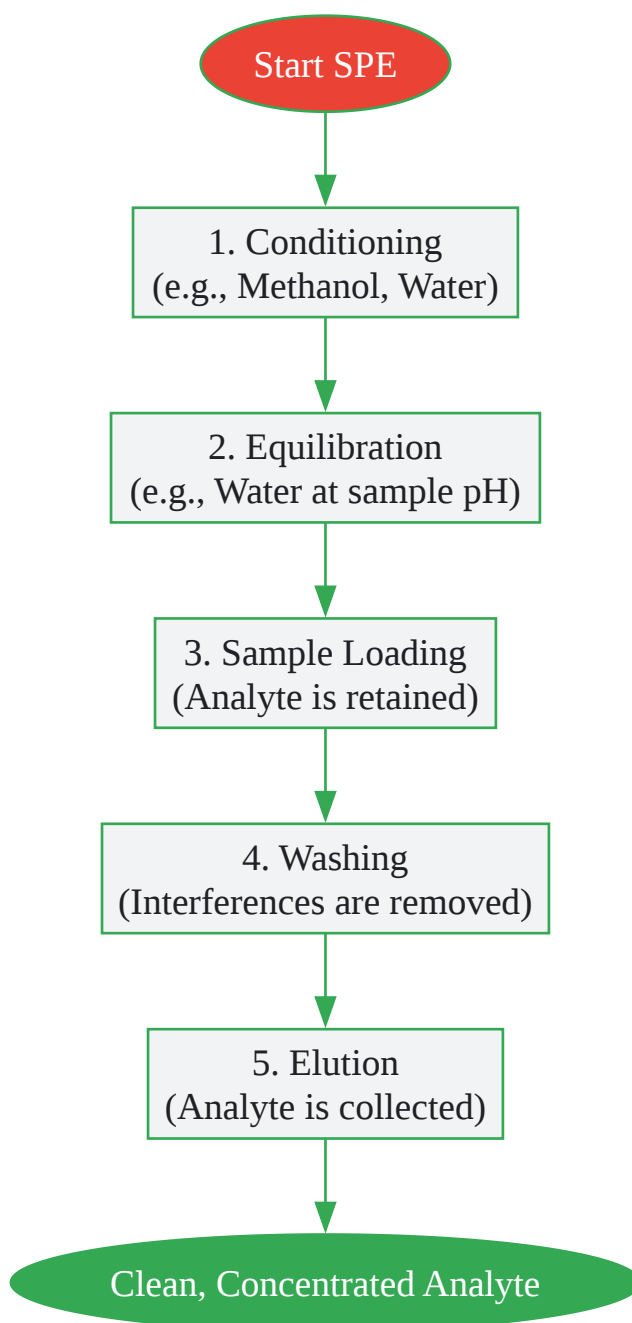 Start SPE
1. Conditioning
(e.g., Methanol, Water)
2. Equilibration
(e.g., Water at sample pH)
3. Sample Loading
(Analyte is retained)
4. Washing
(Interferences are removed)
5. Elution
(Analyte is collected)
Clean, Concentrated Analyte